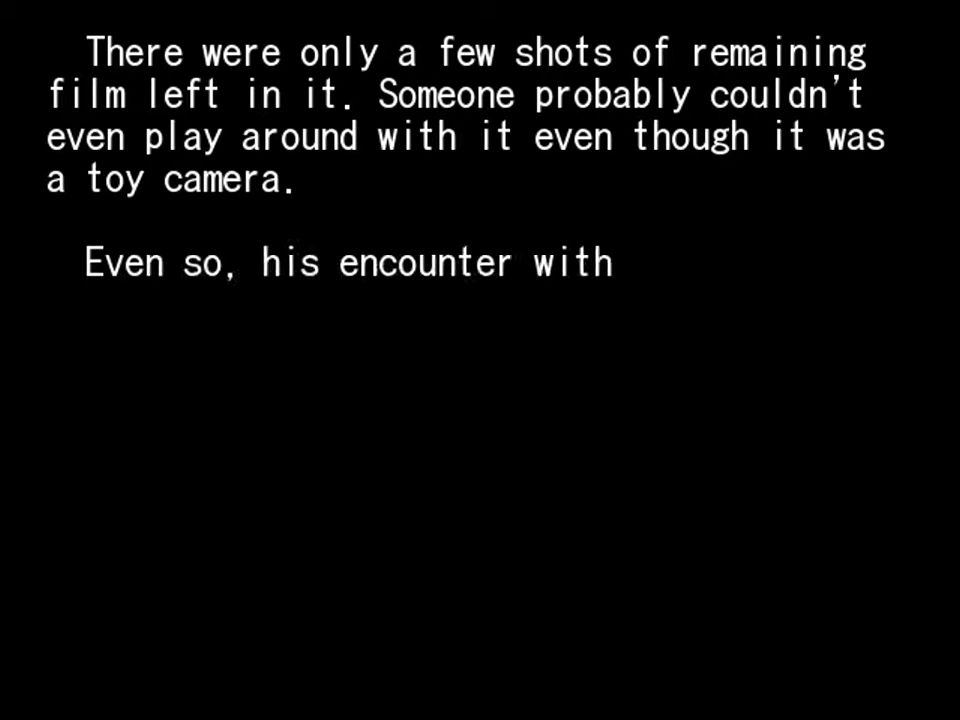 There were only a few shots of remaining
film left in it. Someone probably couldn't
even play around with it even though it was
a toy camera.
Even so, his encounter with